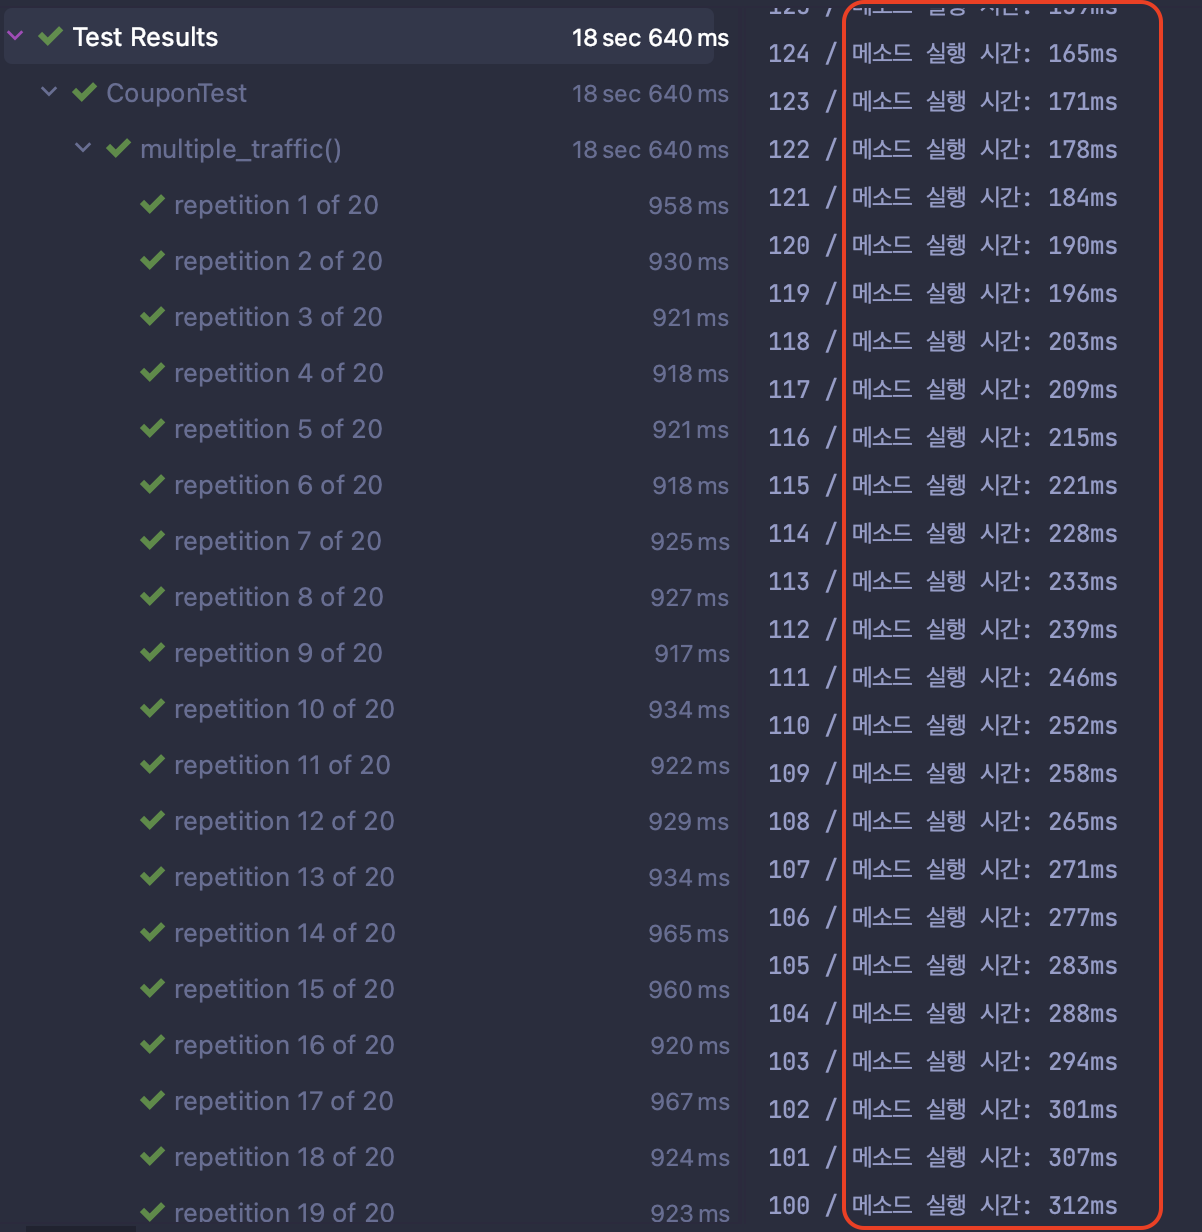 Test Results 18 sec 640 ms
CouponTest 18 sec 640 ms
multiple_traffic() 18 sec 640 ms
repetition 1 of 20 958 ms
repetition 2 of 20 930 ms
repetition 3 of 20 921 ms
repetition 4 of 20 918 ms
repetition 5 of 20 921 ms
repetition 6 of 20 918 ms
repetition 7 of 20 925 ms
repetition 8 of 20 927 ms
repetition 9 of 20 917 ms
repetition 10 of 20 934 ms
repetition 11 of 20 922 ms
repetition 12 of 20 929 ms
repetition 13 of 20 934 ms
repetition 14 of 20 965 ms
repetition 15 of 20 960 ms
repetition 16 of 20 920 ms
repetition 17 of 20 967 ms
repetition 18 of 20 924 ms
repetition 19 of 20 923 ms
125 / 메소드 실행 시간: 159ms
124 / 메소드 실행 시간: 165ms
123 / 메소드 실행 시간: 171ms
122 / 메소드 실행 시간: 178ms
121 / 메소드 실행 시간: 184ms
120 / 메소드 실행 시간: 190ms
119 / 메소드 실행 시간: 196ms
118 / 메소드 실행 시간: 203ms
117 / 메소드 실행 시간: 209ms
116 / 메소드 실행 시간: 215ms
115 / 메소드 실행 시간: 221ms
114 / 메소드 실행 시간: 228ms
113 / 메소드 실행 시간: 233ms
112 / 메소드 실행 시간: 239ms
111 / 메소드 실행 시간: 246ms
110 / 메소드 실행 시간: 252ms
109 / 메소드 실행 시간: 258ms
108 / 메소드 실행 시간: 265ms
107 / 메소드 실행 시간: 271ms
106 / 메소드 실행 시간: 277ms
105 / 메소드 실행 시간: 283ms
104 / 메소드 실행 시간: 288ms
103 / 메소드 실행 시간: 294ms
102 / 메소드 실행 시간: 301ms
101 / 메소드 실행 시간: 307ms
100 / 메소드 실행 시간: 312ms